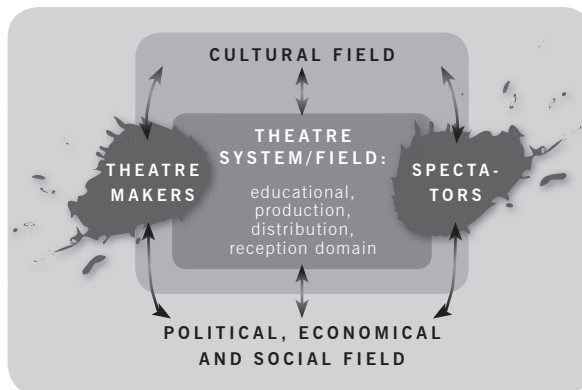 CULTURAL FIELD
THEATRE
SYSTEM/FIELD:
educational,
production,
distribution,
reception domain
THEATRE
MAKERS
SPECTA-
TORS
POLITICAL, ECONOMICAL
AND SOCIAL FIELD